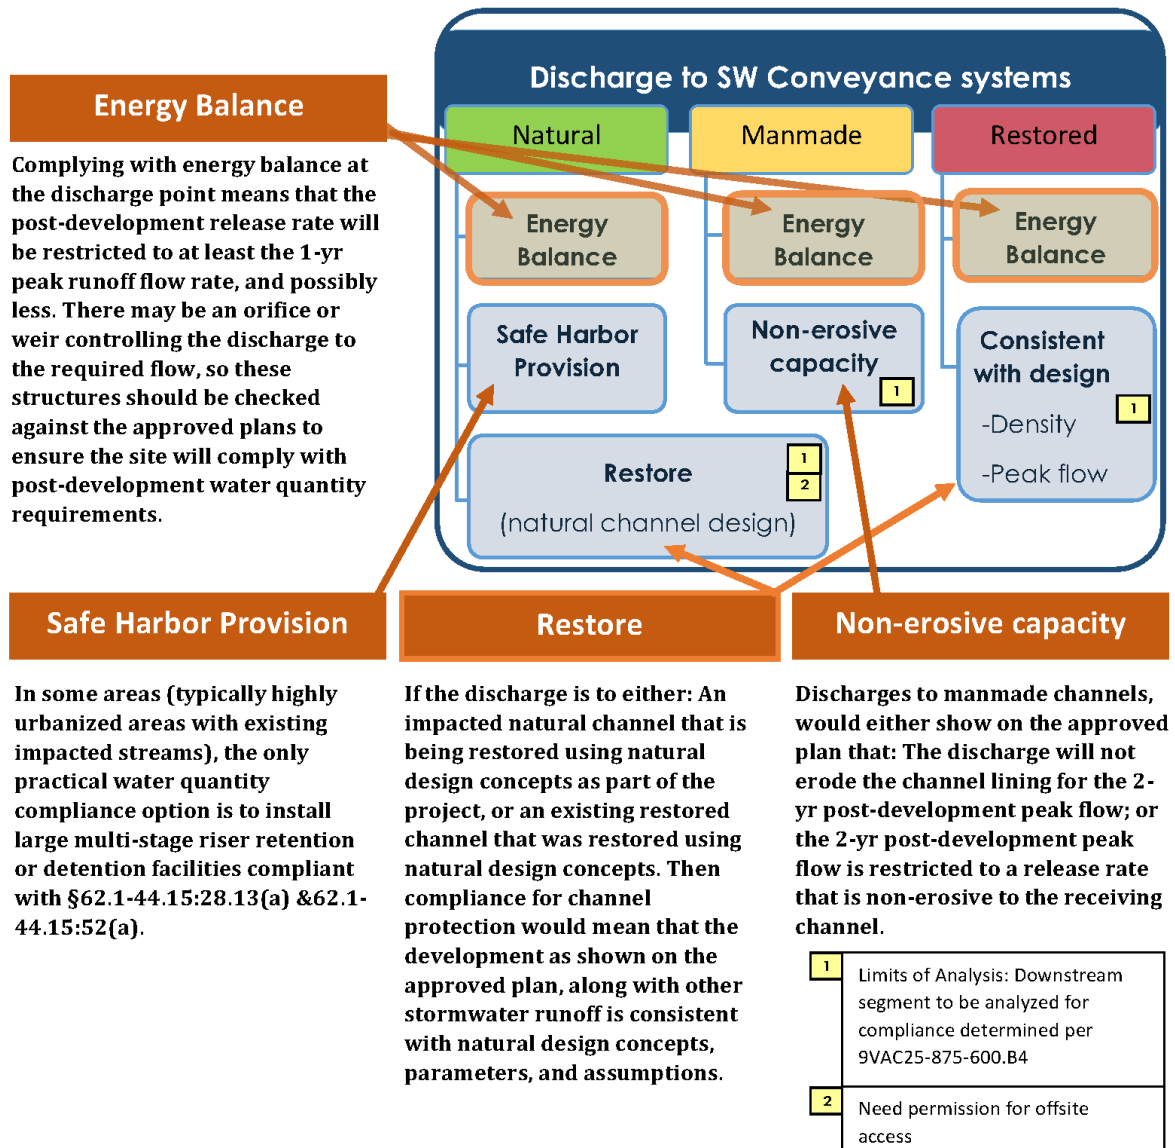 Discharge to SW Conveyance systems
Natural
Manmade
Restored
Energy
Balance
Safe Harbor
Provision
Restore
(natural channel design)
1
2
Energy
Balance
Non-erosive
capacity
1
Energy
Balance
Consistent
with design
-Density
-Peak flow
1
Energy Balance
Complying with energy balance at
the discharge point means that the
post-development release rate will
be restricted to at least the 1-yr
peak runoff flow rate, and possibly
less. There may be an orifice or
weir controlling the discharge to
the required flow, so these
structures should be checked
against the approved plans to
ensure the site will comply with
post-development water quantity
requirements.
Safe Harbor Provision
In some areas (typically highly
urbanized areas with existing
impacted streams), the only
practical water quantity
compliance option is to install
large multi-stage riser retention
or detention facilities compliant
with §62.1-44.15:28.13(a) &62.1-
44.15:52(a).
Restore
If the discharge is to either: An
impacted natural channel that is
being restored using natural
design concepts as part of the
project, or an existing restored
channel that was restored using
natural design concepts. Then
compliance for channel
protection would mean that the
development as shown on the
approved plan, along with other
stormwater runoff is consistent
with natural design concepts,
parameters, and assumptions.
Non-erosive capacity
Discharges to manmade channels,
would either show on the approved
plan that: The discharge will not
erode the channel lining for the 2-
yr post-development peak flow; or
the 2-yr post-development peak
flow is restricted to a release rate
that is non-erosive to the receiving
channel.
1
Limits of Analysis: Downstream
segment to be analyzed for
compliance determined per
9VAC25-875-600.B4
2
Need permission for offsite
access